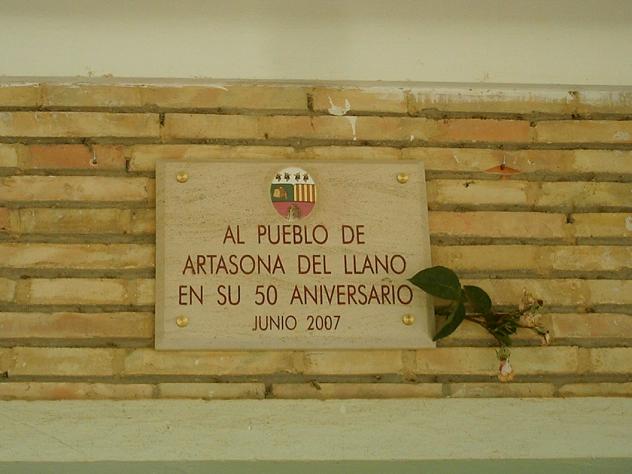 AL PUEBLO DE
ARTASONA DEL LLANO
EN SU 50 ANIVERSARIO
JUNIO 2007